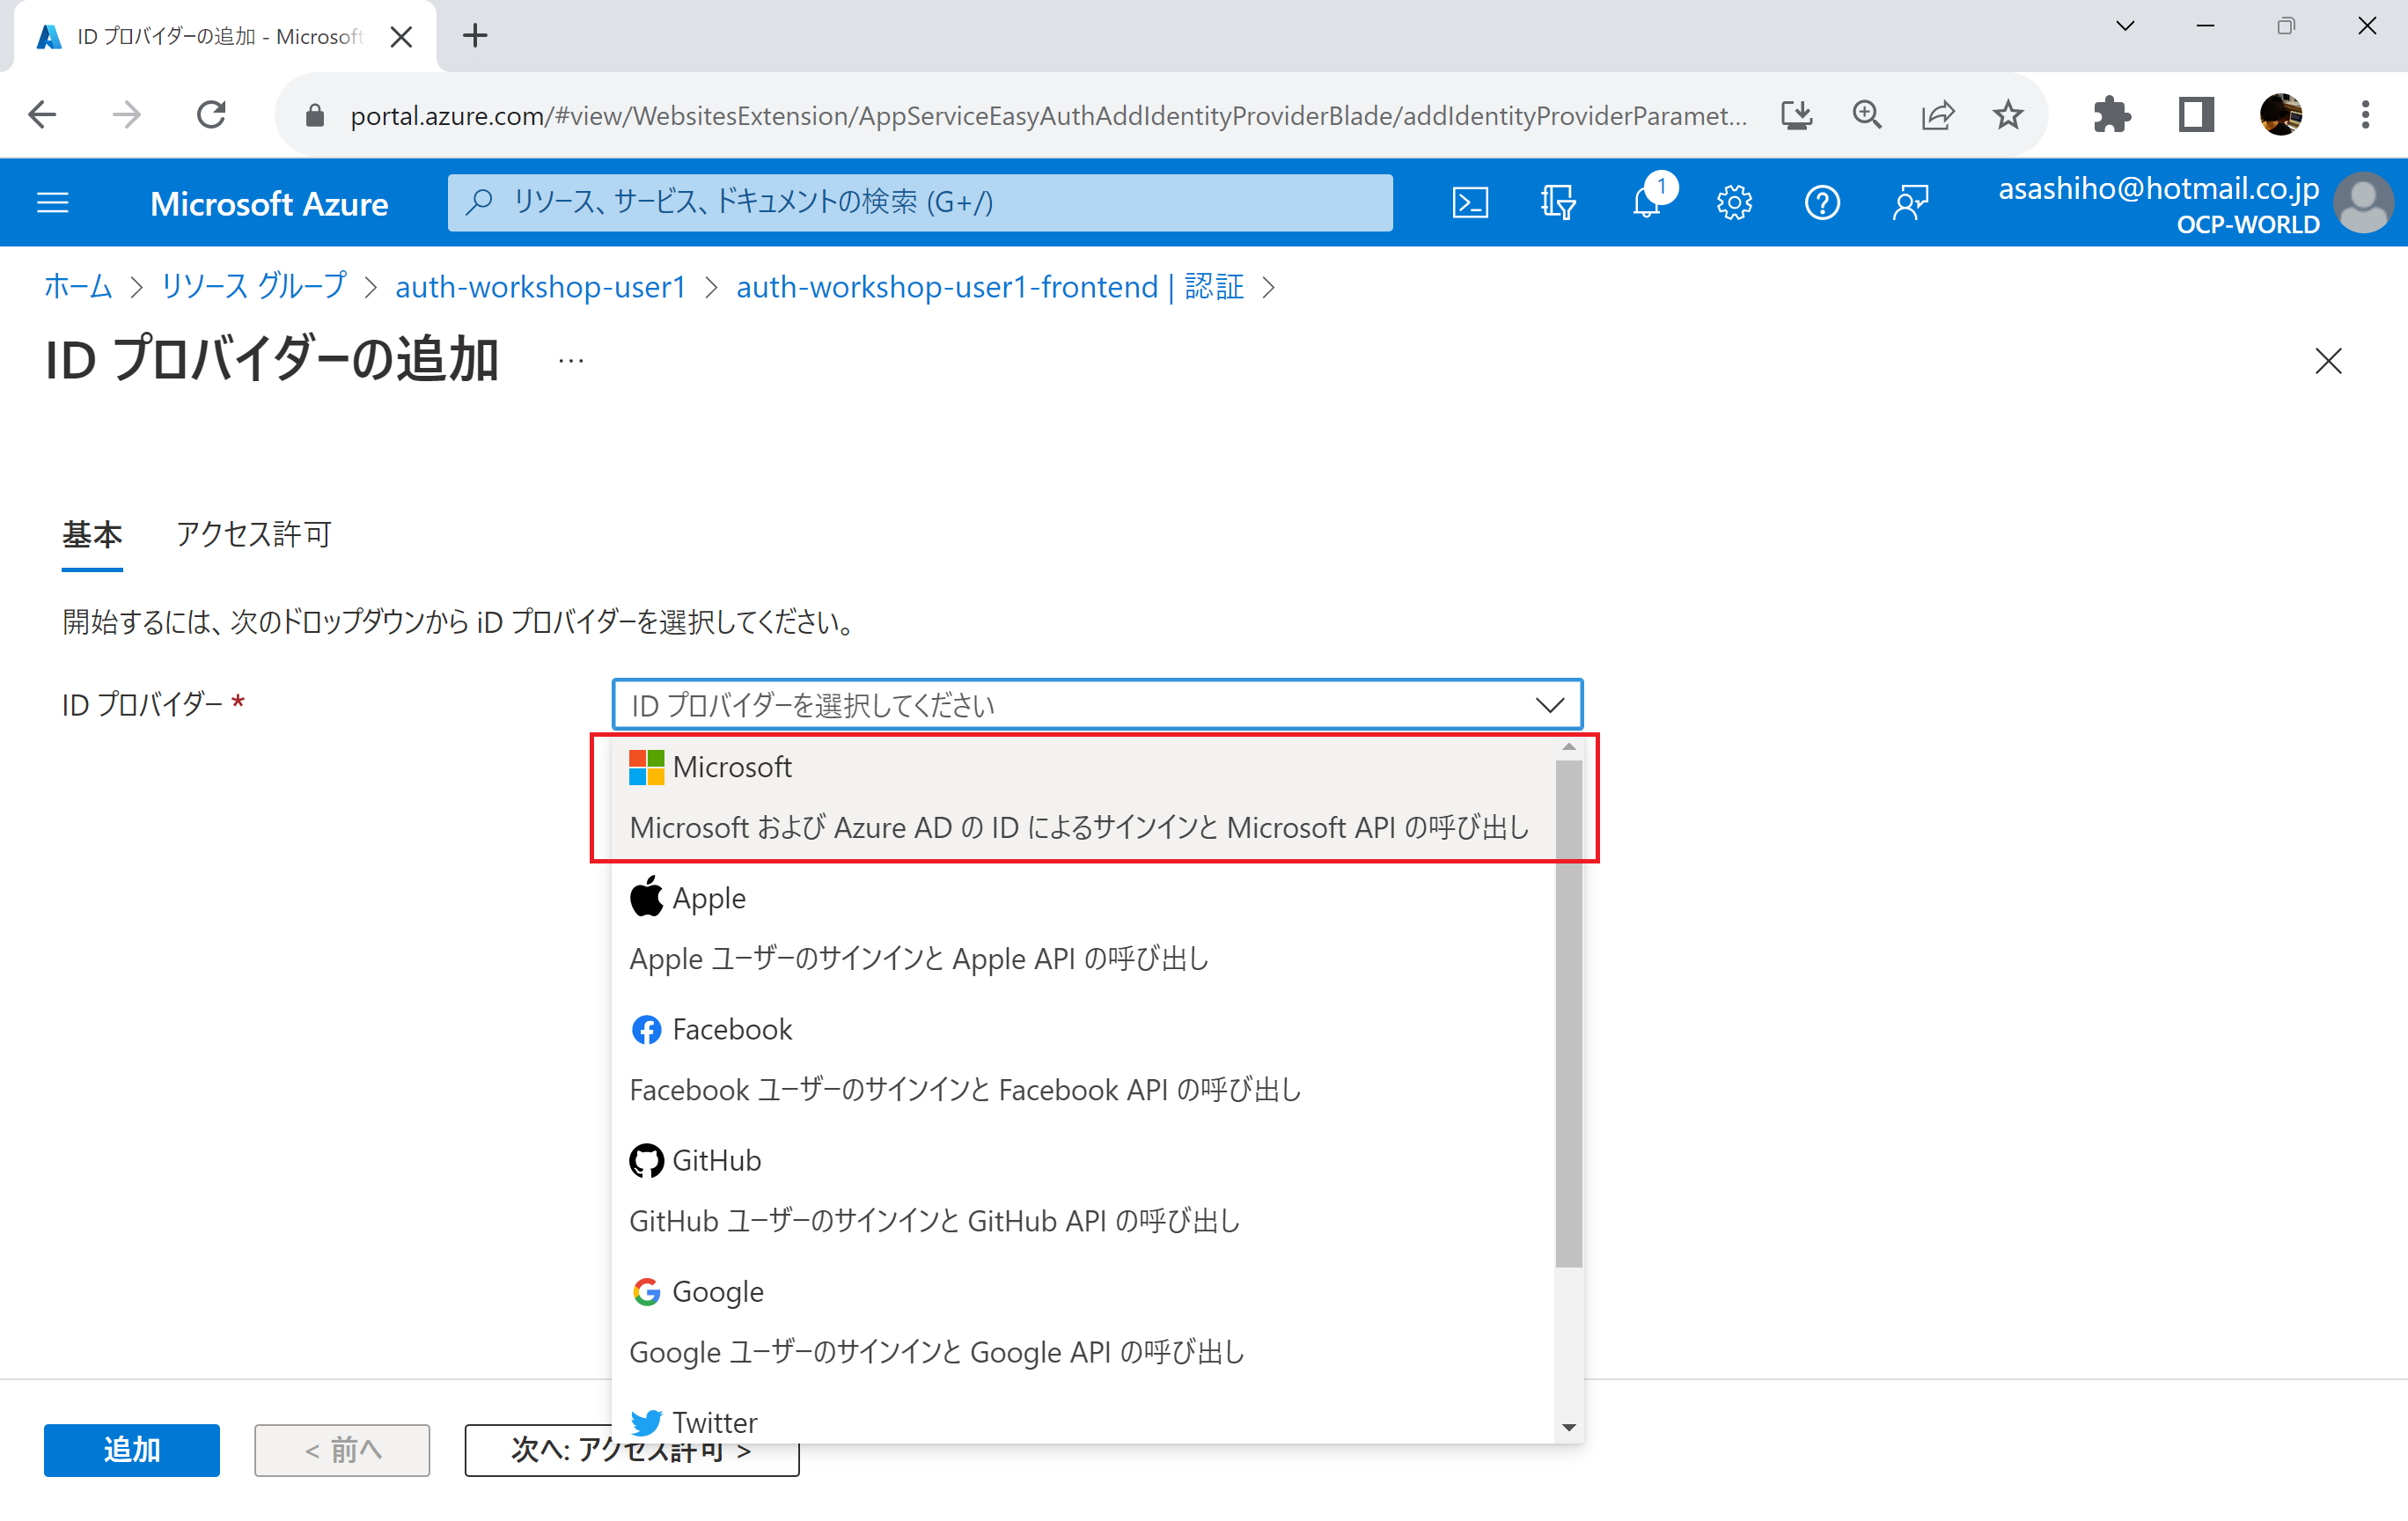 ID プロバイダーの追加 - Microsoft
portal.azure.com/#view/WebsitesExtension/AppServiceEasyAuthAddIdentityProviderBlade/addIdentityProviderParamet...
Microsoft Azure
リソース、サービス、ドキュメントの検索 (G+/)
1
asashiho@hotmail.co.jp
OCP-WORLD
ホーム > リソース グループ > auth-workshop-user1 > auth-workshop-user1-frontend | 認証 >
ID プロバイダーの追加 ...
基本 アクセス許可
開始するには、次のドロップダウンから iD プロバイダーを選択してください。
ID プロバイダー *
ID プロバイダーを選択してください
Microsoft
Microsoft および Azure AD の ID によるサインインと Microsoft API の呼び出し
Apple
Apple ユーザーのサインインと Apple API の呼び出し
Facebook
Facebook ユーザーのサインインと Facebook API の呼び出し
GitHub
GitHub ユーザーのサインインと GitHub API の呼び出し
Google
Google ユーザーのサインインと Google API の呼び出し
Twitter
追加 < 前へ 次へ: アクセス許可 >